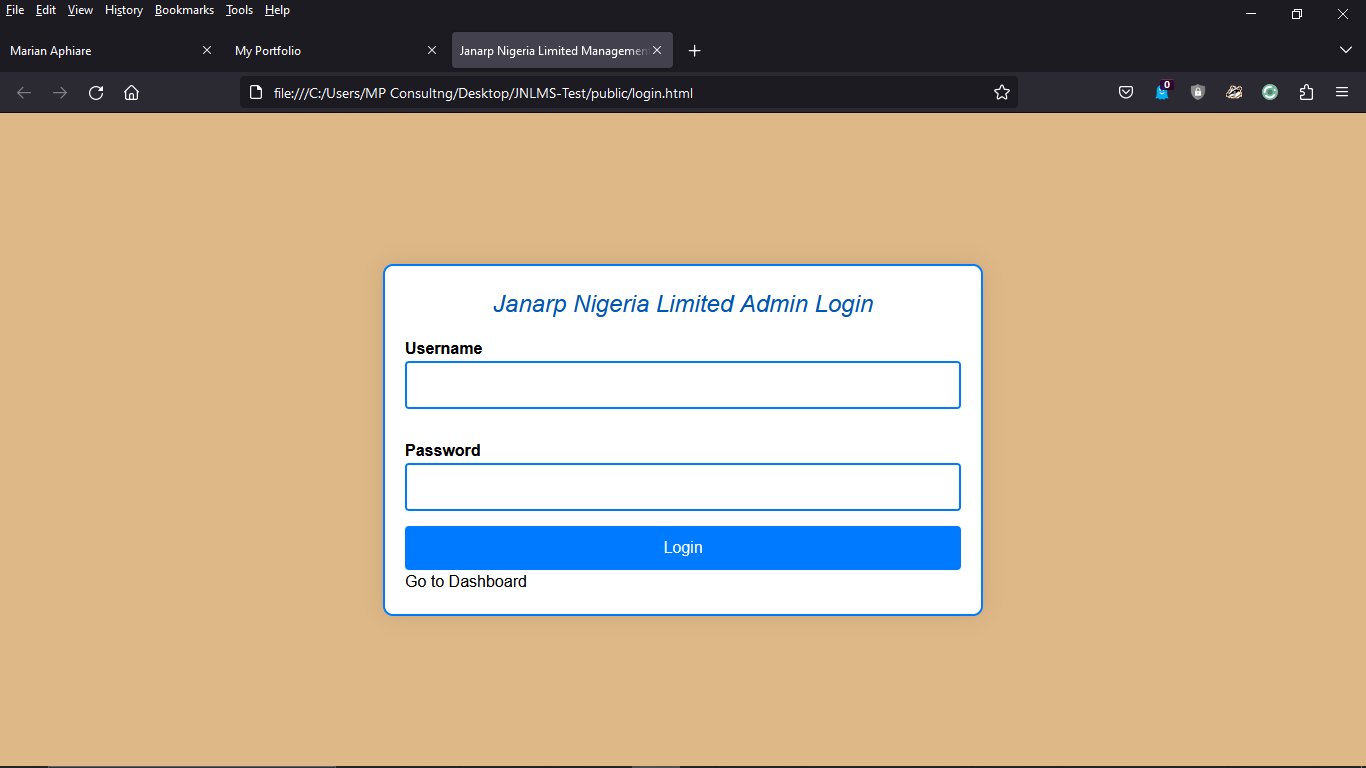 File Edit View History Bookmarks Tools Help
Marian Aphiare
My Portfolio
Janarp Nigeria Limited Managemen
file:///C:/Users/MP Consultng/Desktop/JNLMS-Test/public/login.html
0
Janarp Nigeria Limited Admin Login
Username
Password
Login
Go to Dashboard